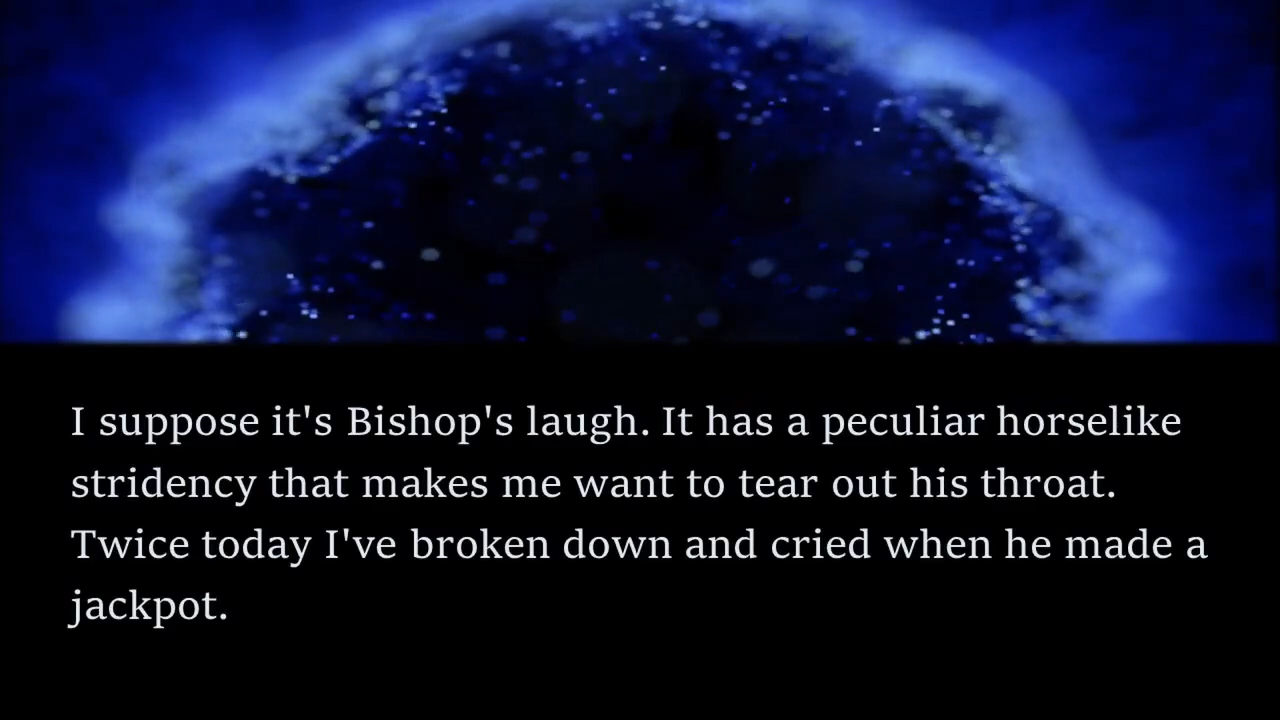 I suppose it's Bishop's laugh. It has a peculiar horselike
stridency that makes me want to tear out his throat.
Twice today I've broken down and cried when he made a
jackpot.